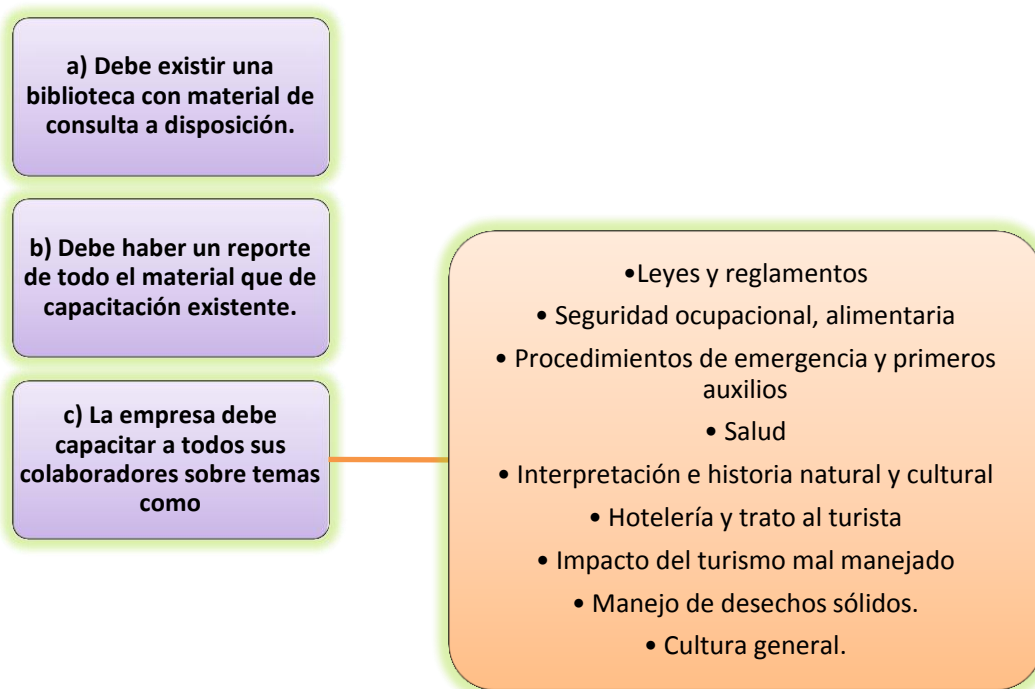 a) Debe existir una
biblioteca con material de
consulta a disposición.
b) Debe haber un reporte
de todo el material que de
capacitación existente.
c) La empresa debe
capacitar a todos sus
colaboradores sobre temas
como
•Leyes y reglamentos
• Seguridad ocupacional, alimentaria
• Procedimientos de emergencia y primeros
auxilios
• Salud
• Interpretación e historia natural y cultural
• Hotelería y trato al turista
• Impacto del turismo mal manejado
• Manejo de desechos sólidos.
• Cultura general.